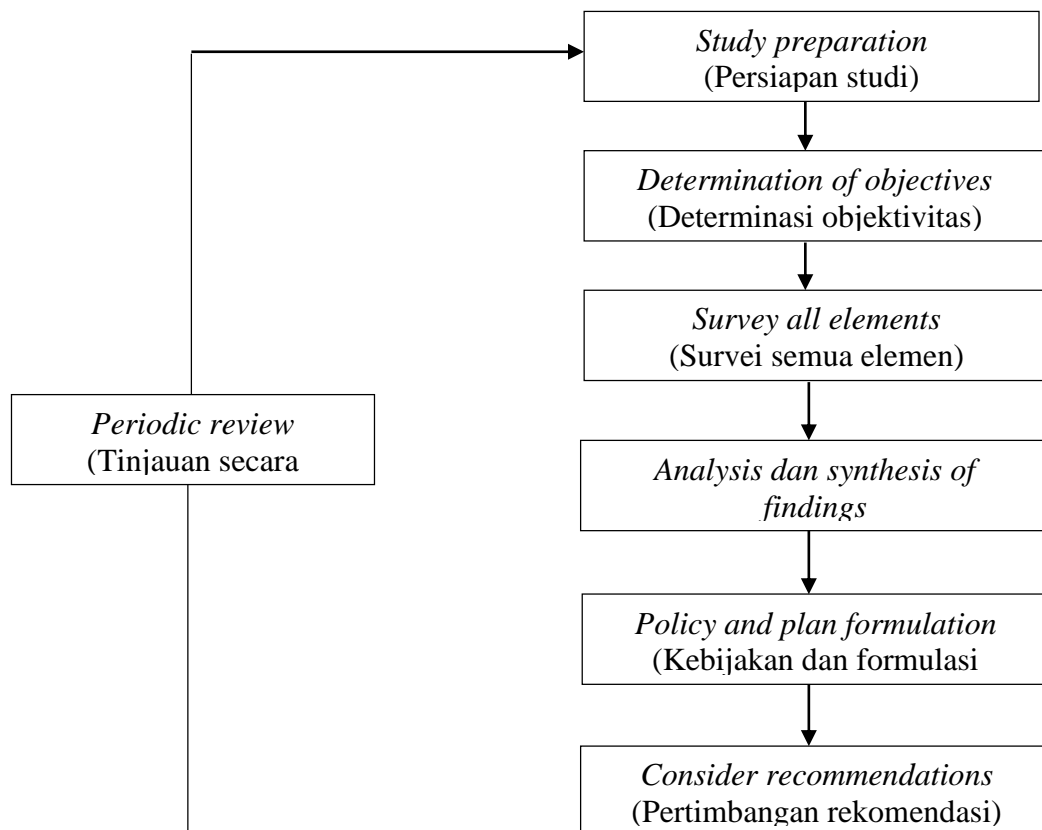 Study preparation
(Persiapan studi)
Determination of objectives
(Determinasi objektivitas)
Survey all elements
(Survei semua elemen)
Periodic review
(Tinjauan secara
Analysis dan synthesis of
findings
Policy and plan formulation
(Kebijakan dan formulasi
Consider recommendations
(Pertimbangan rekomendasi)